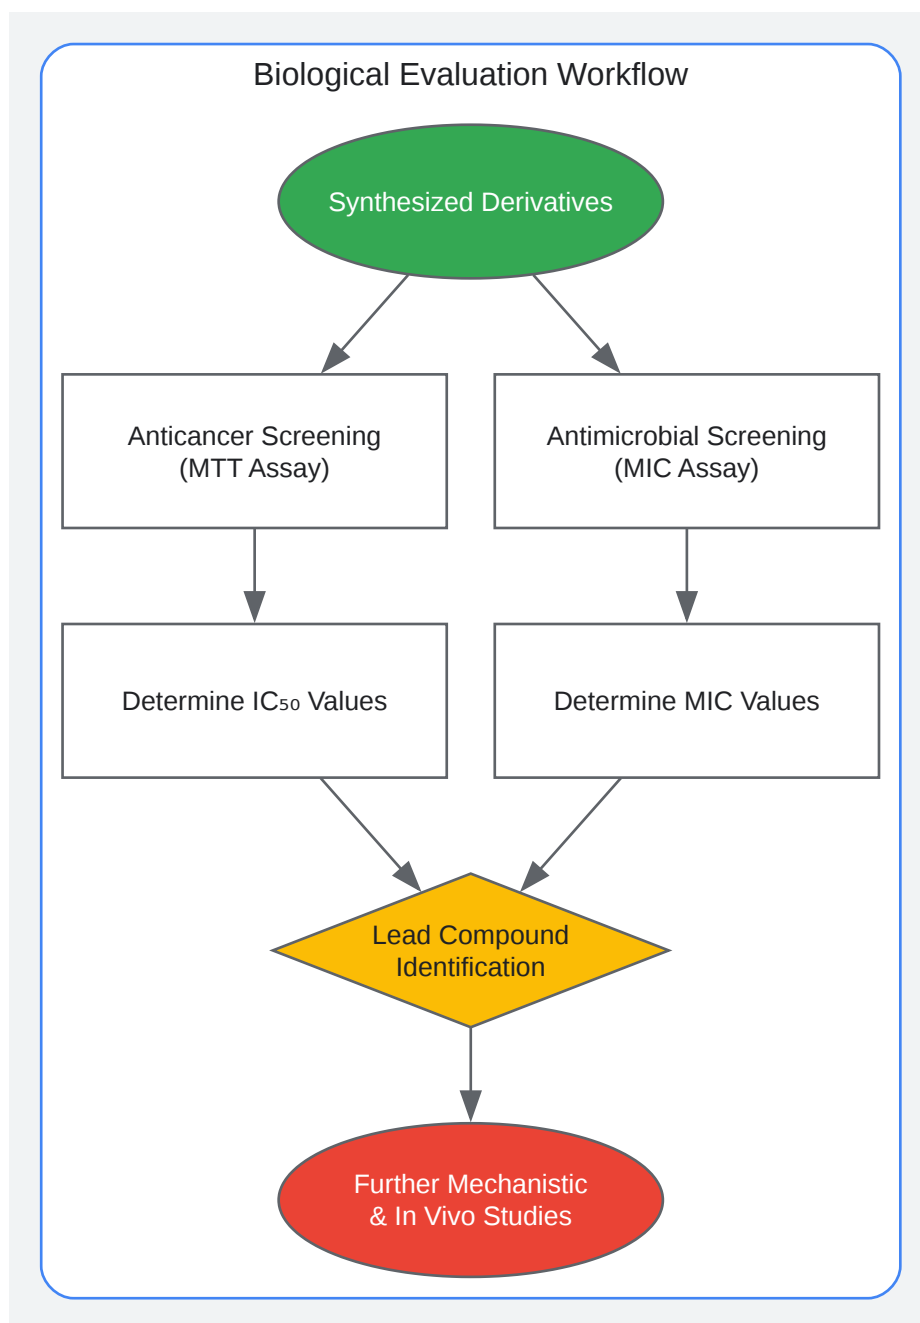 Biological Evaluation Workflow
Synthesized Derivatives
Anticancer Screening
(MTT Assay)
Antimicrobial Screening
(MIC Assay)
Determine IC₅₀ Values
Determine MIC Values
Lead Compound
Identification
Further Mechanistic
& In Vivo Studies